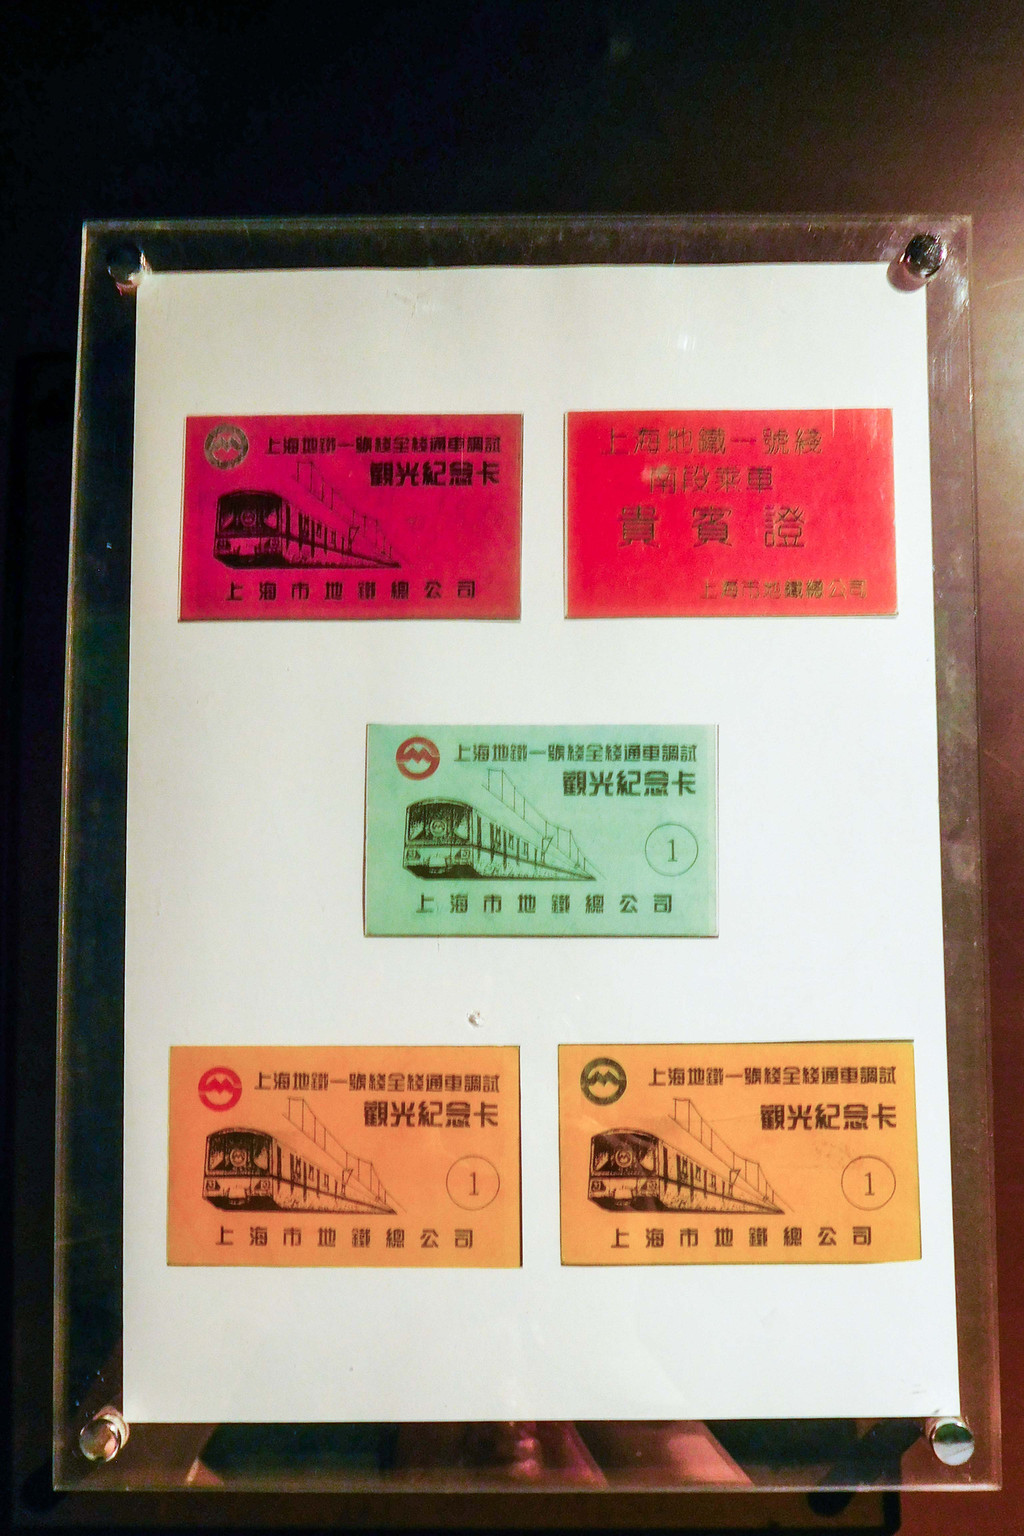 上海地鐵一號綫全綫通車調試
觀光紀念卡
上海市地鐵總公司
上海地鐵一號綫
南段乘車
貴賓證
上海市地鐵總公司
上海地鐵一號綫全綫通車調試
觀光紀念卡
1
上海市地鐵總公司
上海地鐵一號綫全綫通車調試
觀光紀念卡
1
上海市地鐵總公司
上海地鐵一號綫全綫通車調試
觀光紀念卡
1
上海市地鐵總公司